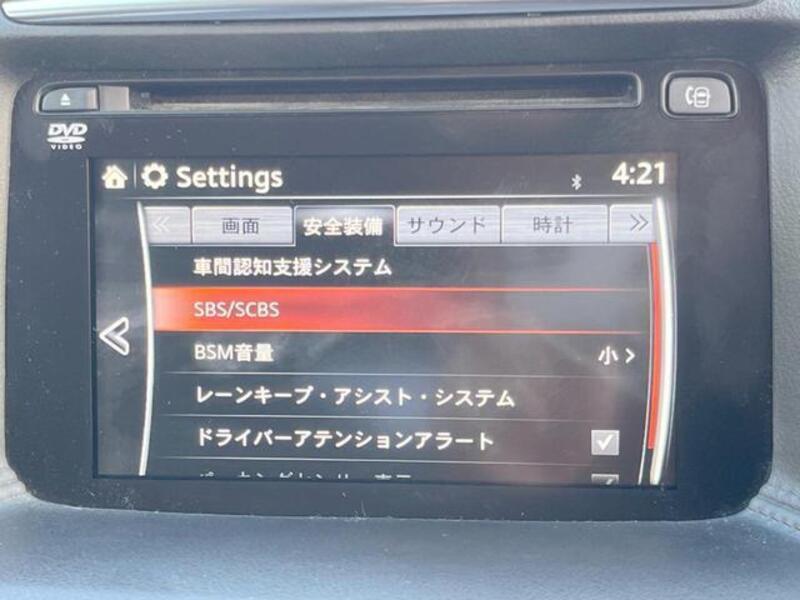 DVD
VIDEO
Settings
4:21
画面
安全装備
サウンド
時計
車間認知支援システム
SBS/SCBS
BSM音量
小
レーンキープ・アシスト・システム
ドライバーアテンションアラート